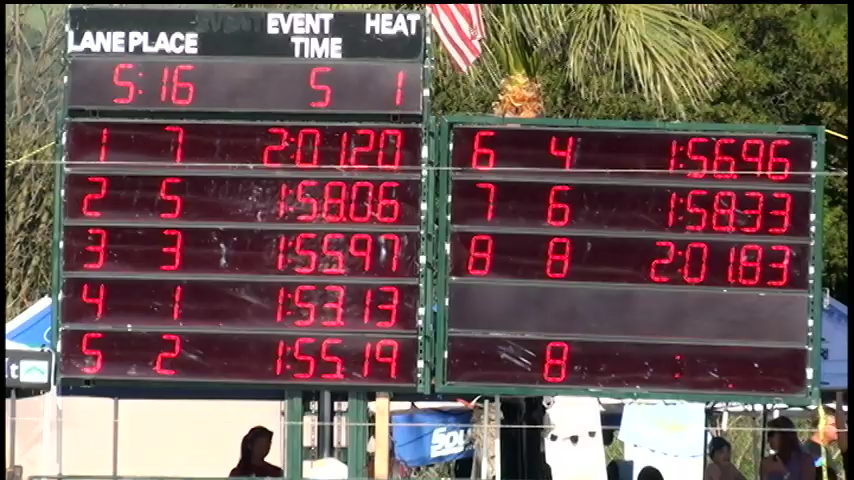 EVENT HEAT
LANE PLACE TIME
5:16 5 1
1 7 2:01.20
2 5 1:58.06
3 3 1:55.97
4 1 1:53.13
5 2 1:55.19
6 4 1:56.96
7 6 1:58.33
8 8 2:01.83
8 : .
t